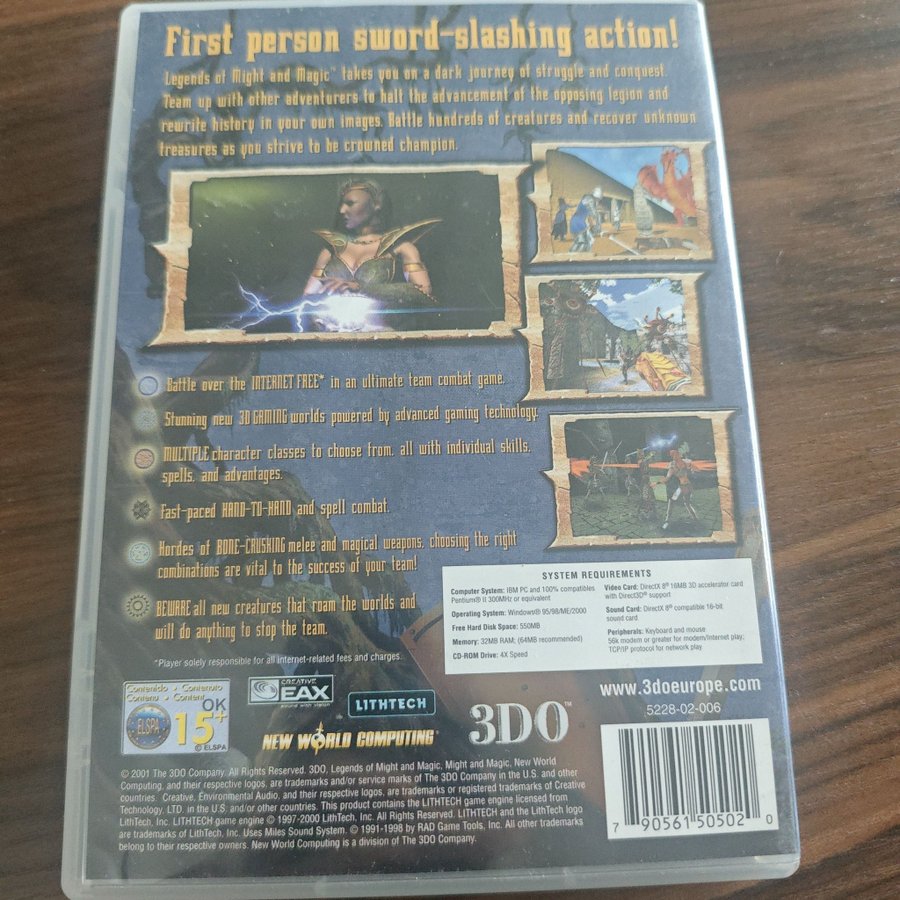 First person sword-slashing action!
Legends of Might and Magic™ takes you on a dark journey of struggle and conquest.
Team up with other adventurers to halt the advancement of the opposing legion and
rewrite history in your own images. Battle hundreds of creatures and recover unknown
treasures as you strive to be crowned champion.
Battle over the INTERNET FREE* in an ultimate team combat game.
Stunning new 3D GAMING worlds powered by advanced gaming technology.
MULTIPLE character classes to choose from, all with individual skills,
spells, and advantages.
Fast-paced HAND-TO-HAND and spell combat.
Hordes of BONE-CRUSHING melee and magical weapons, choosing the right
combinations are vital to the success of your team!
BEWARE all new creatures that roam the worlds and
will do anything to stop the team.
*Player solely responsible for all internet-related fees and charges.
SYSTEM REQUIREMENTS
Computer System: IBM PC and 100% compatibles
Pentium® II 300MHz or equivalent
Operating System: Windows® 95/98/ME/2000
Free Hard Disk Space: 550MB
Memory: 32MB RAM; (64MB recommended)
CD-ROM Drive: 4X Speed
Video Card: DirectX 8® 16MB 3D accelerator card
with Direct3D® support
Sound Card: DirectX 8® compatible 16-bit
sound card
Peripherals: Keyboard and mouse
56k modem or greater for modem/Internet play;
TCP/IP protocol for network play
www.3doeurope.com
5228-02-006
Contenido • Contenuto
Contenu • Content
ELSPA
OK
15+
© ELSPA
CREATIVE
EAX
sound with vision
LITHTECH
NEW WORLD COMPUTING®
3DO™
© 2001 The 3DO Company. All Rights Reserved. 3DO, Legends of Might and Magic, Might and Magic, New World
Computing, and their respective logos, are trademarks and/or service marks of The 3DO Company in the U.S. and other
countries. Creative, Environmental Audio, and their respective logos, are trademarks or registered trademarks of Creative
Technology, LTD. in the U.S. and/or other countries. This product contains the LITHTECH game engine licensed from
LithTech, Inc. LITHTECH game engine © 1997-2000 LithTech, Inc. All Rights Reserved. LITHTECH and the LithTech logo
are trademarks of LithTech, Inc. Uses Miles Sound System. © 1991-1998 by RAD Game Tools, Inc. All other trademarks
belong to their respective owners. New World Computing is a division of The 3DO Company.
7 90561 50502 0